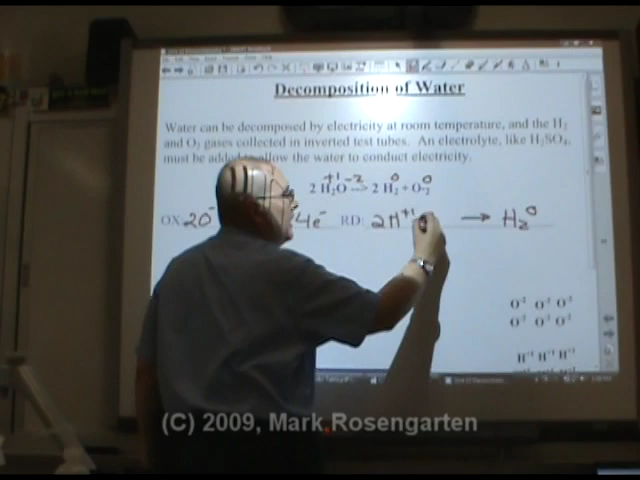 Decomposition of Water
Water can be decomposed by electricity at room temperature, and the H₂
and O₂ gases collected in inverted test tubes. An electrolyte, like H₂SO₄,
must be added allow the water to conduct electricity.
+1 -2 0 0
2 H₂O --> 2 H₂ + O₂
OX: 2O⁻ 4e⁻ RD: 2H⁺¹ → H₂⁰
O⁻² O⁻² O⁻²
O⁻² O⁻² O⁻²
H⁺¹ H⁺¹ H⁺¹
(C) 2009, Mark Rosengarten